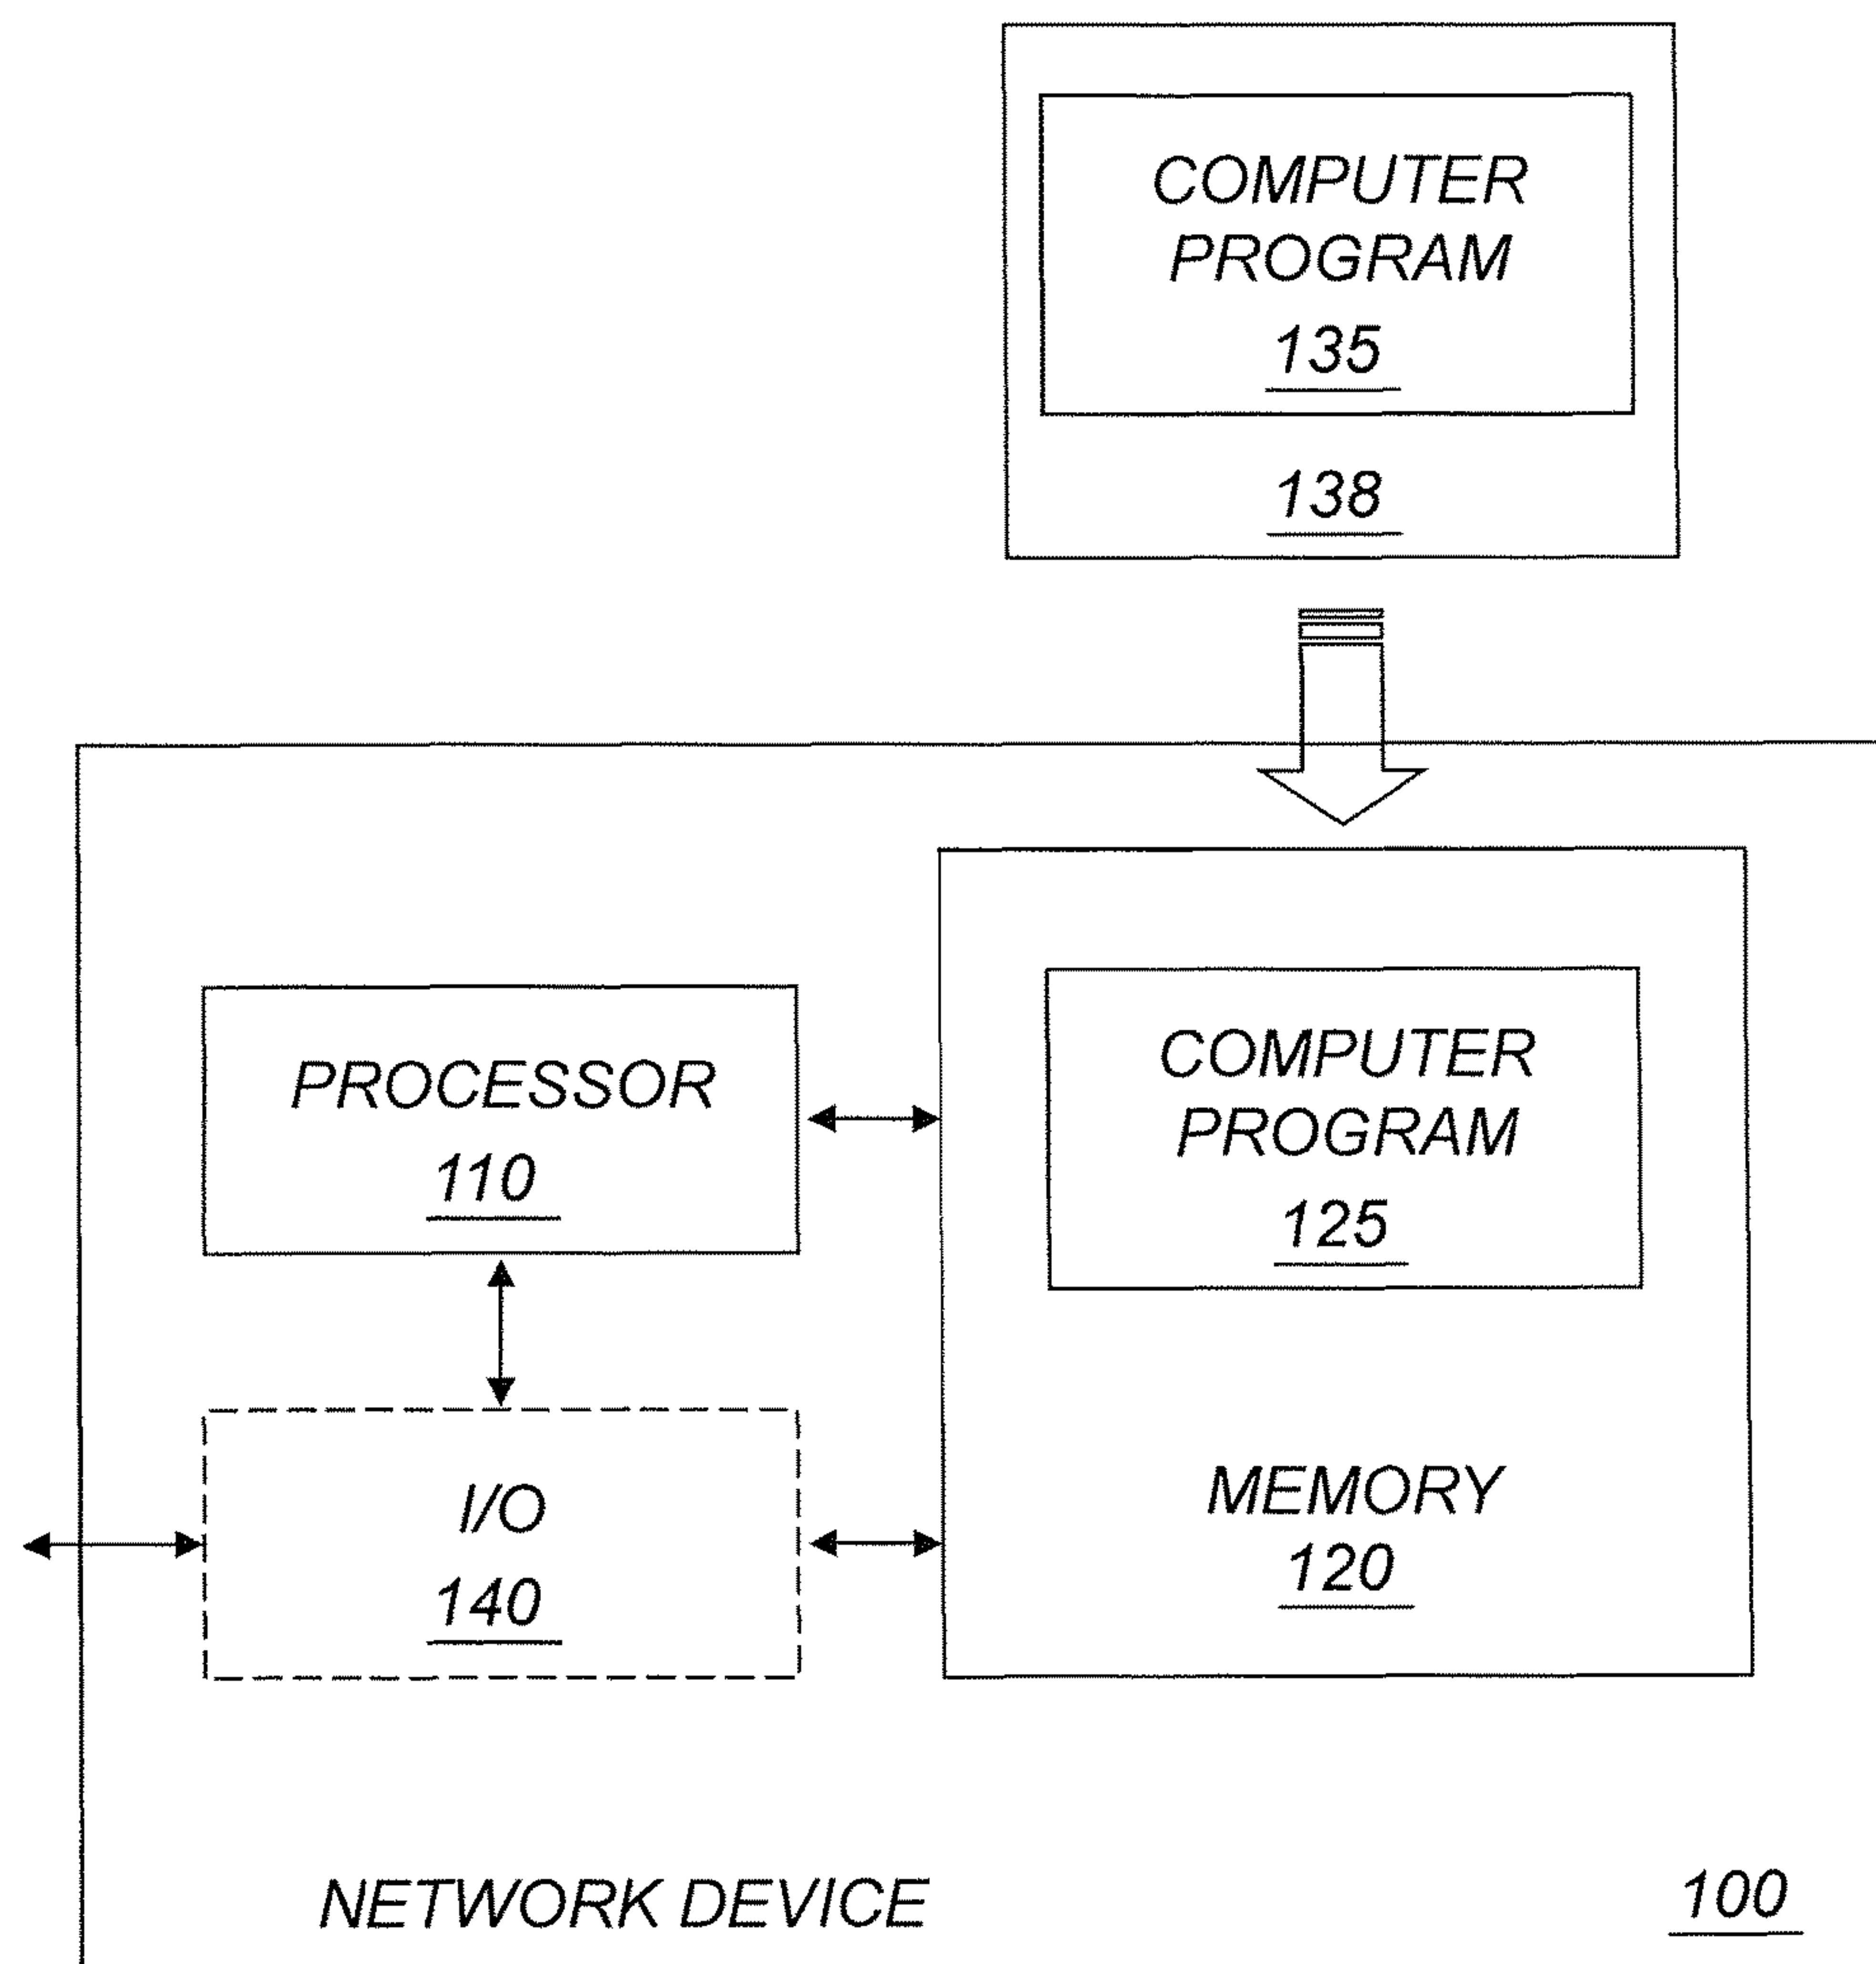 COMPUTER
PROGRAM
135
138
PROCESSOR
110
COMPUTER
PROGRAM
125
I/O
140
MEMORY
120
NETWORK DEVICE
100